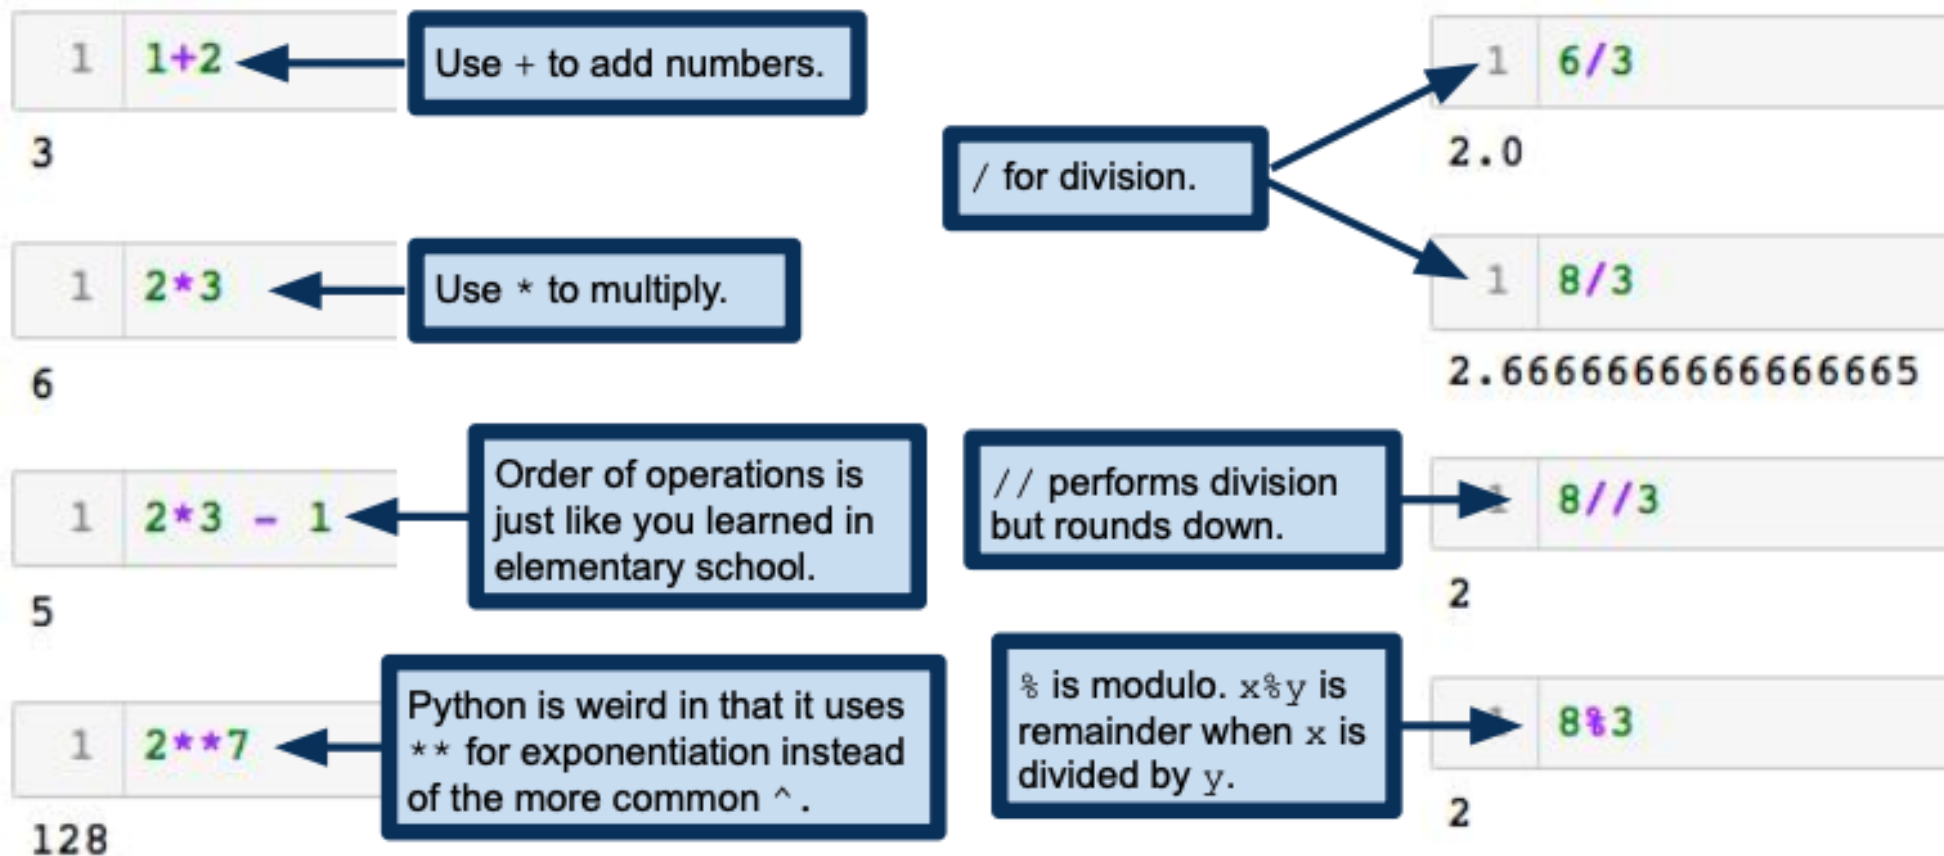 1 1+2
Use + to add numbers.
3
1 2*3
Use * to multiply.
6
1 2*3 - 1
Order of operations is
just like you learned in
elementary school.
5
1 2**7
Python is weird in that it uses
** for exponentiation instead
of the more common ^.
128
/ for division.
1 6/3
2.0
1 8/3
2.6666666666666665
// performs division
but rounds down.
1 8//3
2
% is modulo. x%y is
remainder when x is
divided by y.
1 8%3
2